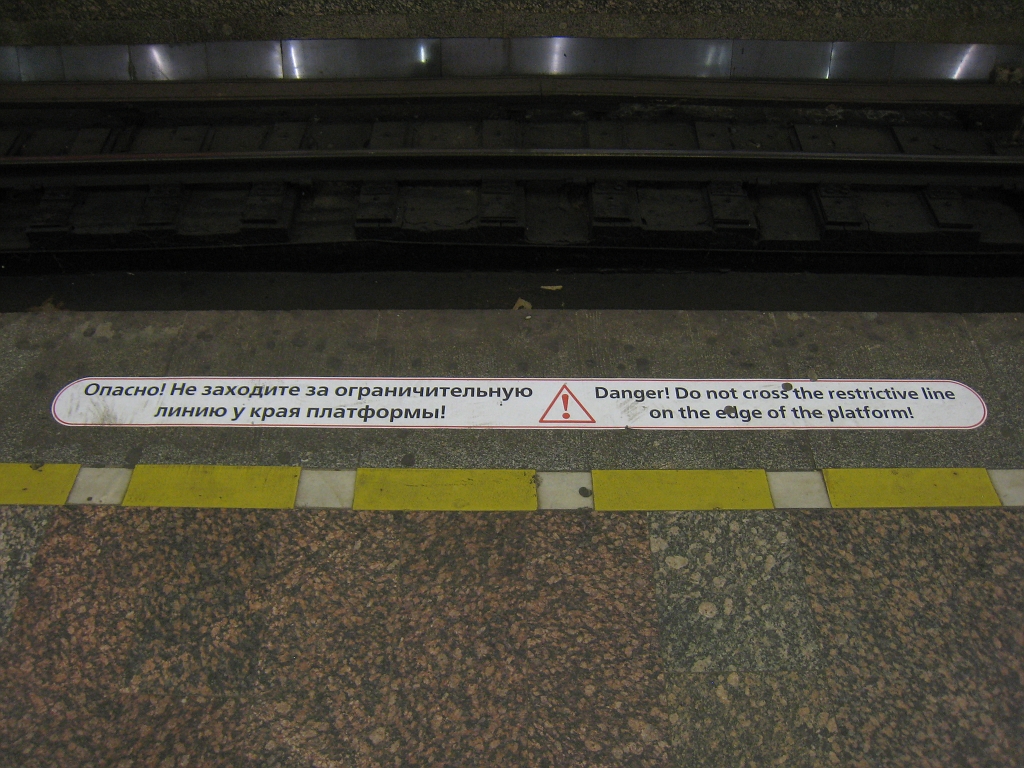 Опасно! Не заходите за ограничительную
линию у края платформы!
Danger! Do not cross the restrictive line
on the edge of the platform!